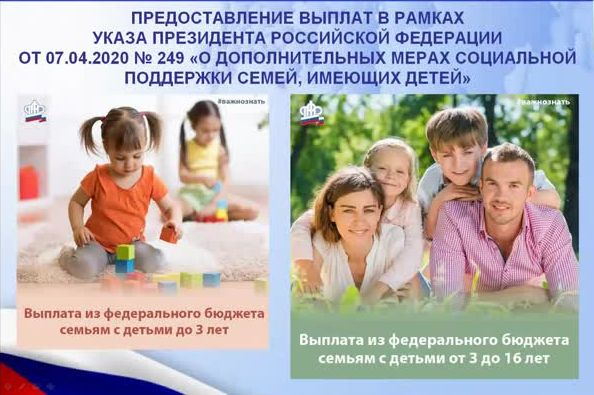 ПРЕДОСТАВЛЕНИЕ ВЫПЛАТ В РАМКАХ
УКАЗА ПРЕЗИДЕНТА РОССИЙСКОЙ ФЕДЕРАЦИИ
ОТ 07.04.2020 № 249 «О ДОПОЛНИТЕЛЬНЫХ МЕРАХ СОЦИАЛЬНОЙ
ПОДДЕРЖКИ СЕМЕЙ, ИМЕЮЩИХ ДЕТЕЙ»
#важнознать
Выплата из федерального бюджета
семьям с детьми до 3 лет
#важнознать
Выплата из федерального бюджета
семьям с детьми от 3 до 16 лет